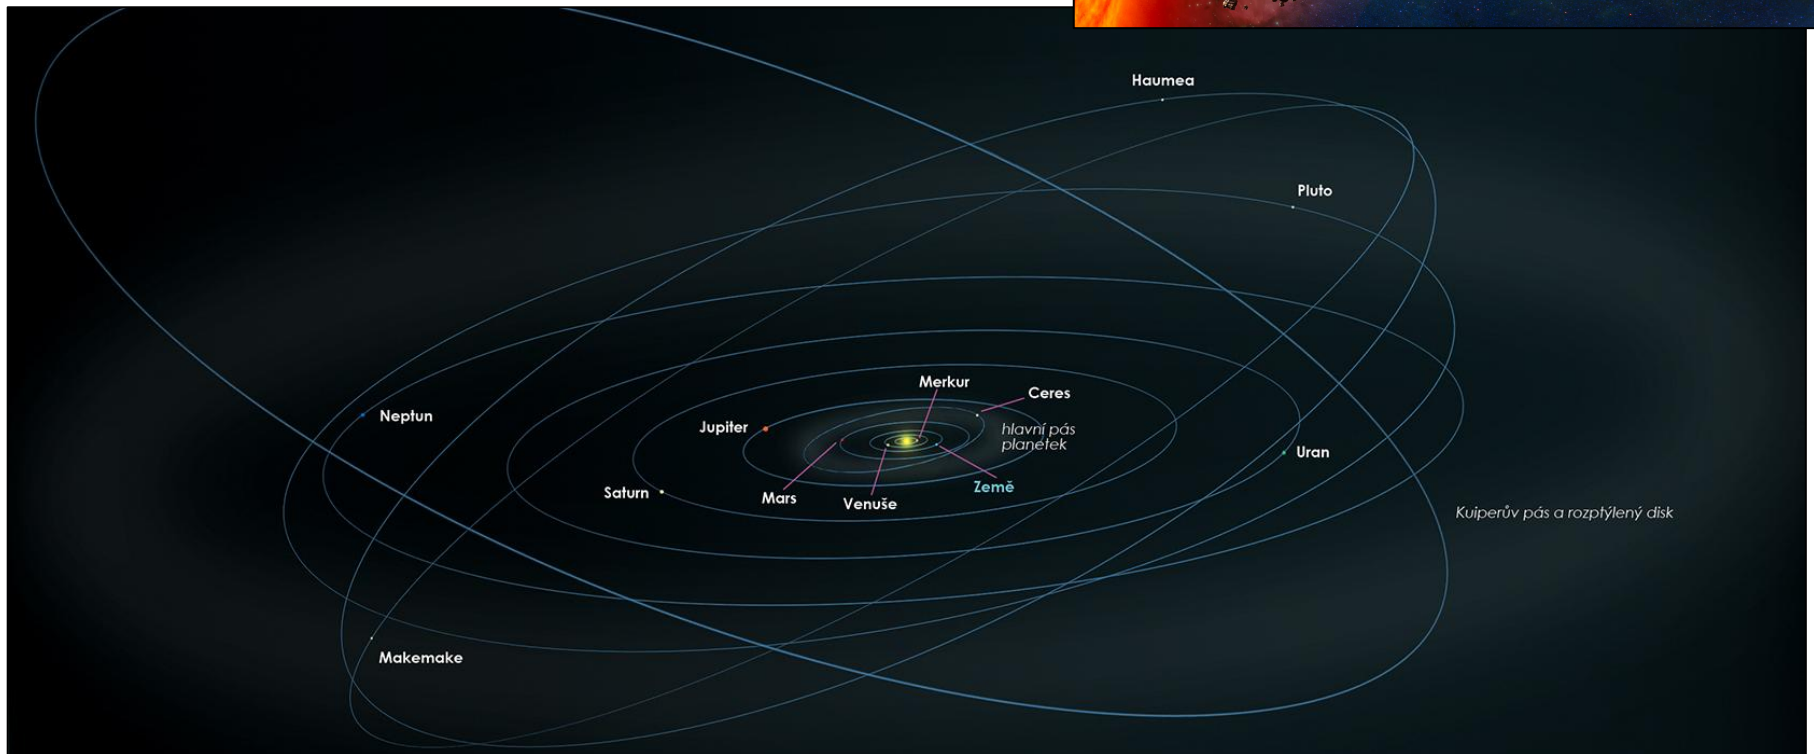 Haumea
Pluto
Merkur
Ceres
Neptun
Jupiter
hlavní pás
planetek
Uran
Saturn
Mars
Venuše
Země
Kuiperův pás a rozptýlený disk
Makemake